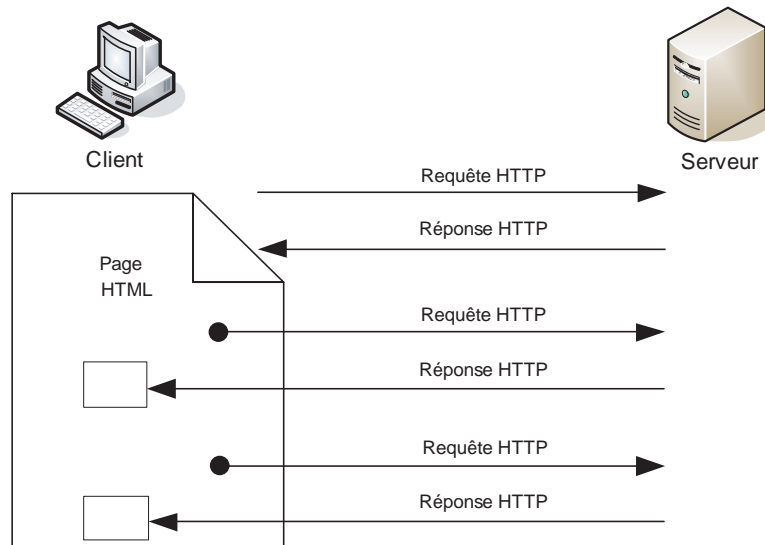 Client
Serveur
Requête HTTP
Réponse HTTP
Page
HTML
Requête HTTP
Réponse HTTP
Requête HTTP
Réponse HTTP